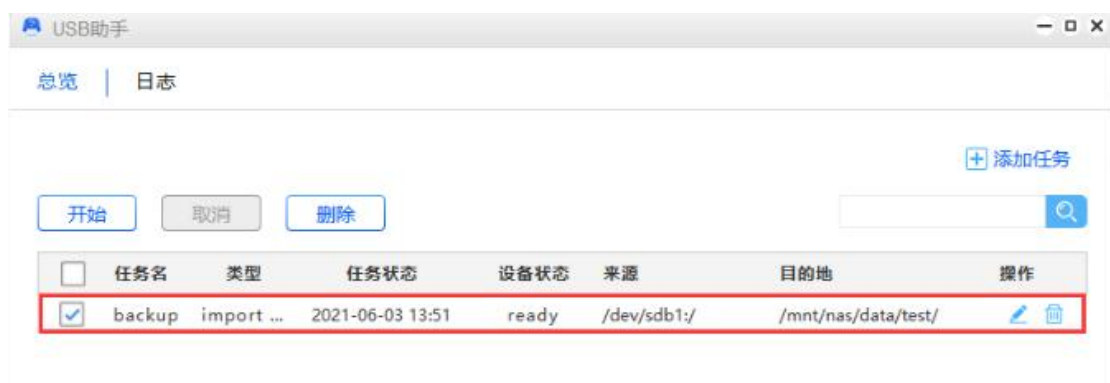 USB助手
总览 日志
添加任务
开始 取消 删除
任务名 类型 任务状态 设备状态 来源 目的地 操作
backup import ... 2021-06-03 13:51 ready /dev/sdb1:/ /mnt/nas/data/test/